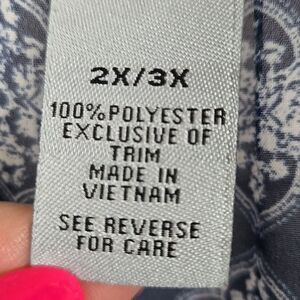 2X/3X
100%POLYESTER
EXCLUSIVE OF
TRIM
MADE IN
VIETNAM
SEE REVERSE
FOR CARE